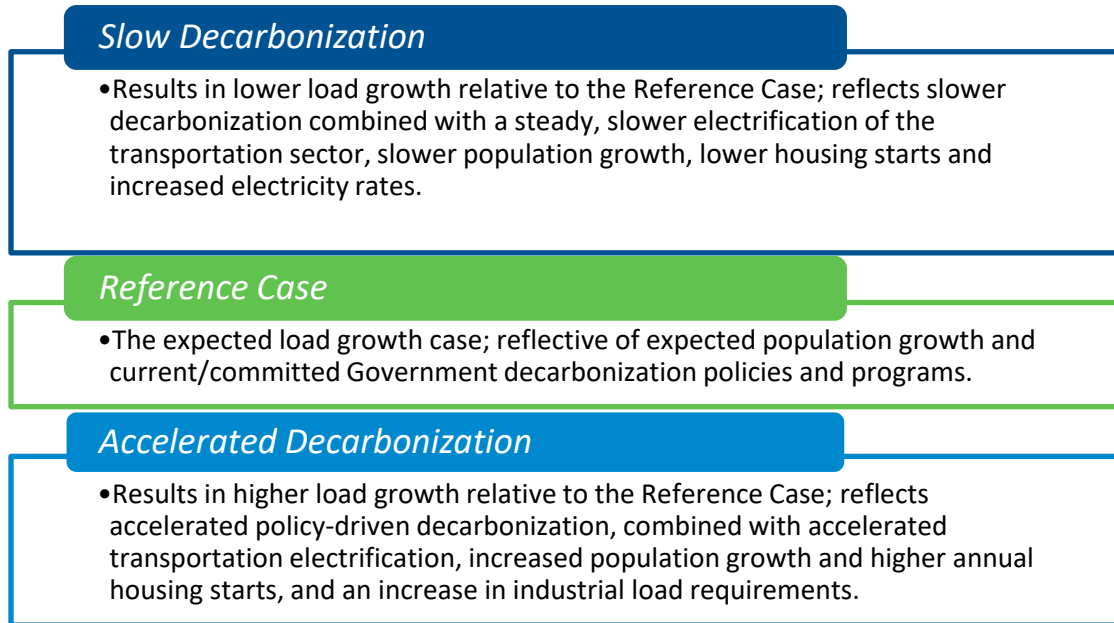 Slow Decarbonization
•Results in lower load growth relative to the Reference Case; reflects slower
decarbonization combined with a steady, slower electrification of the
transportation sector, slower population growth, lower housing starts and
increased electricity rates.
Reference Case
•The expected load growth case; reflective of expected population growth and
current/committed Government decarbonization policies and programs.
Accelerated Decarbonization
•Results in higher load growth relative to the Reference Case; reflects
accelerated policy-driven decarbonization, combined with accelerated
transportation electrification, increased population growth and higher annual
housing starts, and an increase in industrial load requirements.